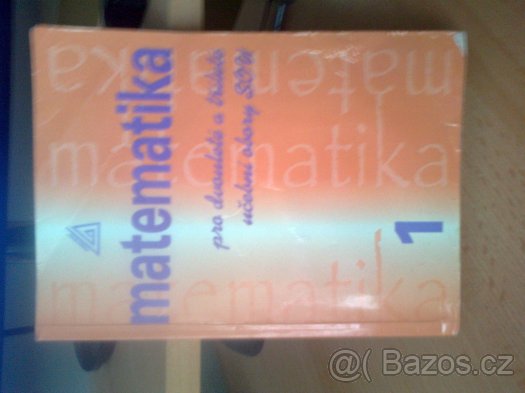 matematika
pro dvouleté a tříleté
učební obory SOU
1
matematika
matematika
matematika
Bazos.cz